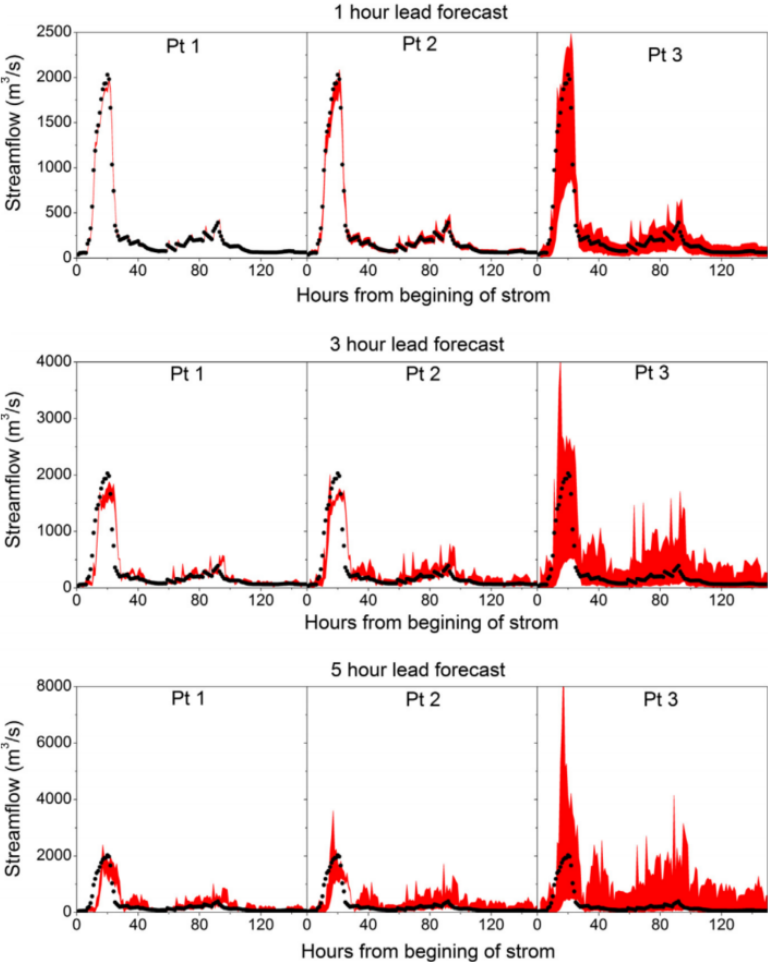 1 hour lead forecast
Pt 1 Pt 2 Pt 3
Streamflow (m³/s)
2500
2000
1500
1000
500
0
0 40 80 120 0 40 80 120 0 40 80 120
Hours from begining of strom
3 hour lead forecast
Pt 1 Pt 2 Pt 3
Streamflow (m³/s)
4000
3000
2000
1000
0
0 40 80 120 0 40 80 120 0 40 80 120
Hours from begining of strom
5 hour lead forecast
Pt 1 Pt 2 Pt 3
Streamflow (m³/s)
8000
6000
4000
2000
0
0 40 80 120 0 40 80 120 0 40 80 120
Hours from begining of strom